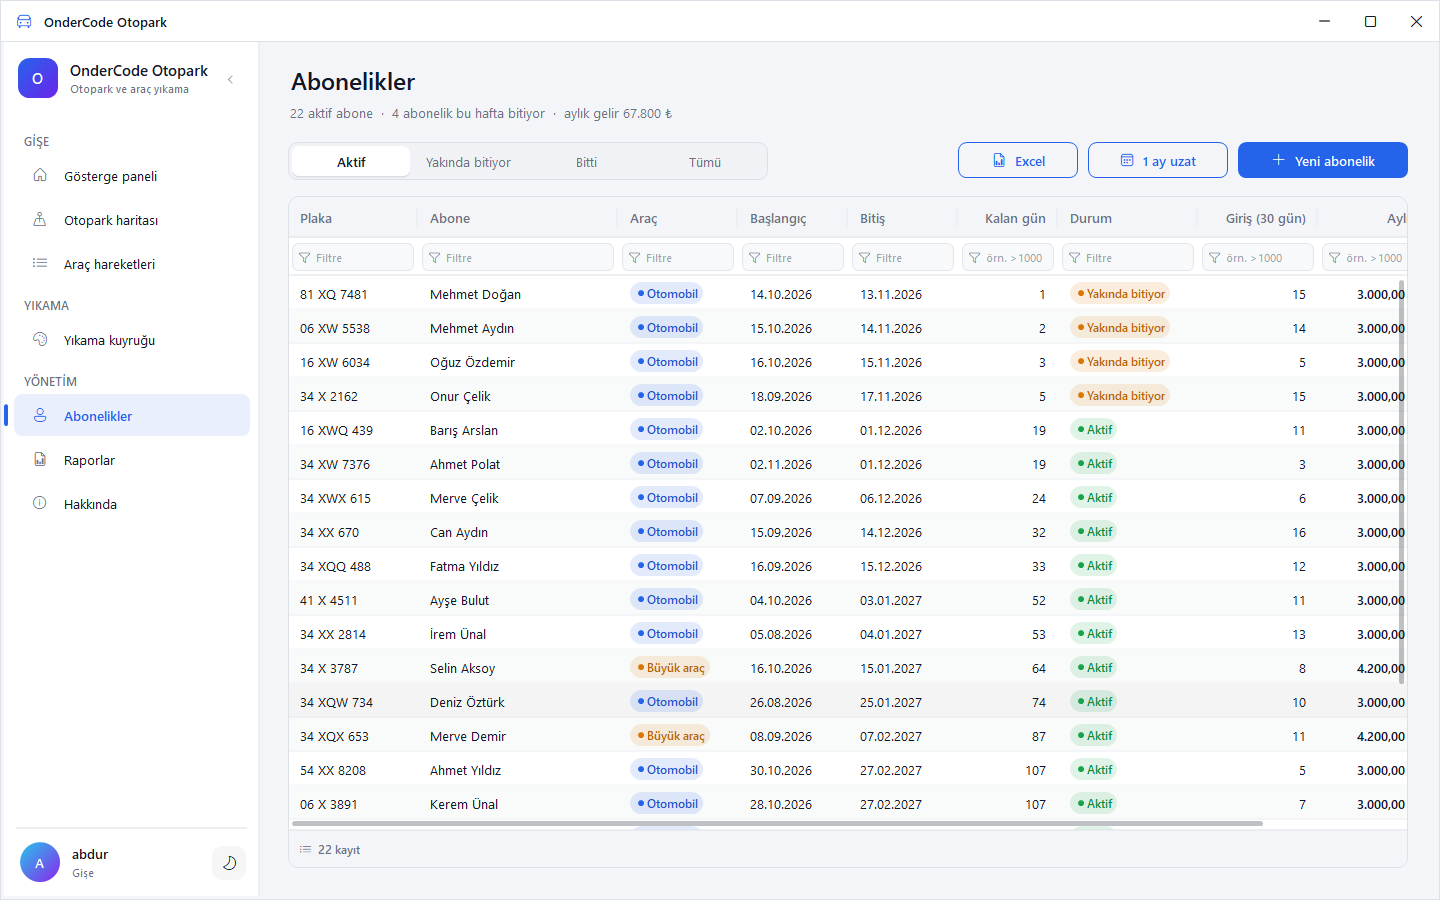 OnderCode Otopark
O
OnderCode Otopark
Otopark ve araç yıkama
GİŞE
Gösterge paneli
Otopark haritası
Araç hareketleri
YIKAMA
Yıkama kuyruğu
YÖNETİM
Abonelikler
Raporlar
Hakkında
A
abdur
Gişe
Abonelikler
22 aktif abone · 4 abonelik bu hafta bitiyor · aylık gelir 67.800 ₺
Aktif Yakında bitiyor Bitti Tümü
Excel 1 ay uzat Yeni abonelik
Plaka Abone Araç Başlangıç Bitiş Kalan gün Durum Giriş (30 gün) Ayl
Filtre Filtre Filtre Filtre Filtre örn. >1000 Filtre örn. >1000 örn. >1000
81 XQ 7481 Mehmet Doğan Otomobil 14.10.2026 13.11.2026 1 Yakında bitiyor 15 3.000,00
06 XW 5538 Mehmet Aydın Otomobil 15.10.2026 14.11.2026 2 Yakında bitiyor 14 3.000,00
16 XW 6034 Oğuz Özdemir Otomobil 16.10.2026 15.11.2026 3 Yakında bitiyor 5 3.000,00
34 X 2162 Onur Çelik Otomobil 18.09.2026 17.11.2026 5 Yakında bitiyor 15 3.000,00
16 XWQ 439 Barış Arslan Otomobil 02.10.2026 01.12.2026 19 Aktif 11 3.000,00
34 XW 7376 Ahmet Polat Otomobil 02.11.2026 01.12.2026 19 Aktif 3 3.000,00
34 XWX 615 Merve Çelik Otomobil 07.09.2026 06.12.2026 24 Aktif 6 3.000,00
34 XX 670 Can Aydın Otomobil 15.09.2026 14.12.2026 32 Aktif 16 3.000,00
34 XQQ 488 Fatma Yıldız Otomobil 16.09.2026 15.12.2026 33 Aktif 12 3.000,00
41 X 4511 Ayşe Bulut Otomobil 04.10.2026 03.01.2027 52 Aktif 11 3.000,00
34 XX 2814 İrem Ünal Otomobil 05.08.2026 04.01.2027 53 Aktif 13 3.000,00
34 X 3787 Selin Aksoy Büyük araç 16.10.2026 15.01.2027 64 Aktif 8 4.200,00
34 XQW 734 Deniz Öztürk Otomobil 26.08.2026 25.01.2027 74 Aktif 10 3.000,00
34 XQX 653 Merve Demir Büyük araç 08.09.2026 07.02.2027 87 Aktif 11 4.200,00
54 XX 8208 Ahmet Yıldız Otomobil 30.10.2026 27.02.2027 107 Aktif 5 3.000,00
06 X 3891 Kerem Ünal Otomobil 28.10.2026 27.02.2027 107 Aktif 7 3.000,00
22 kayıt